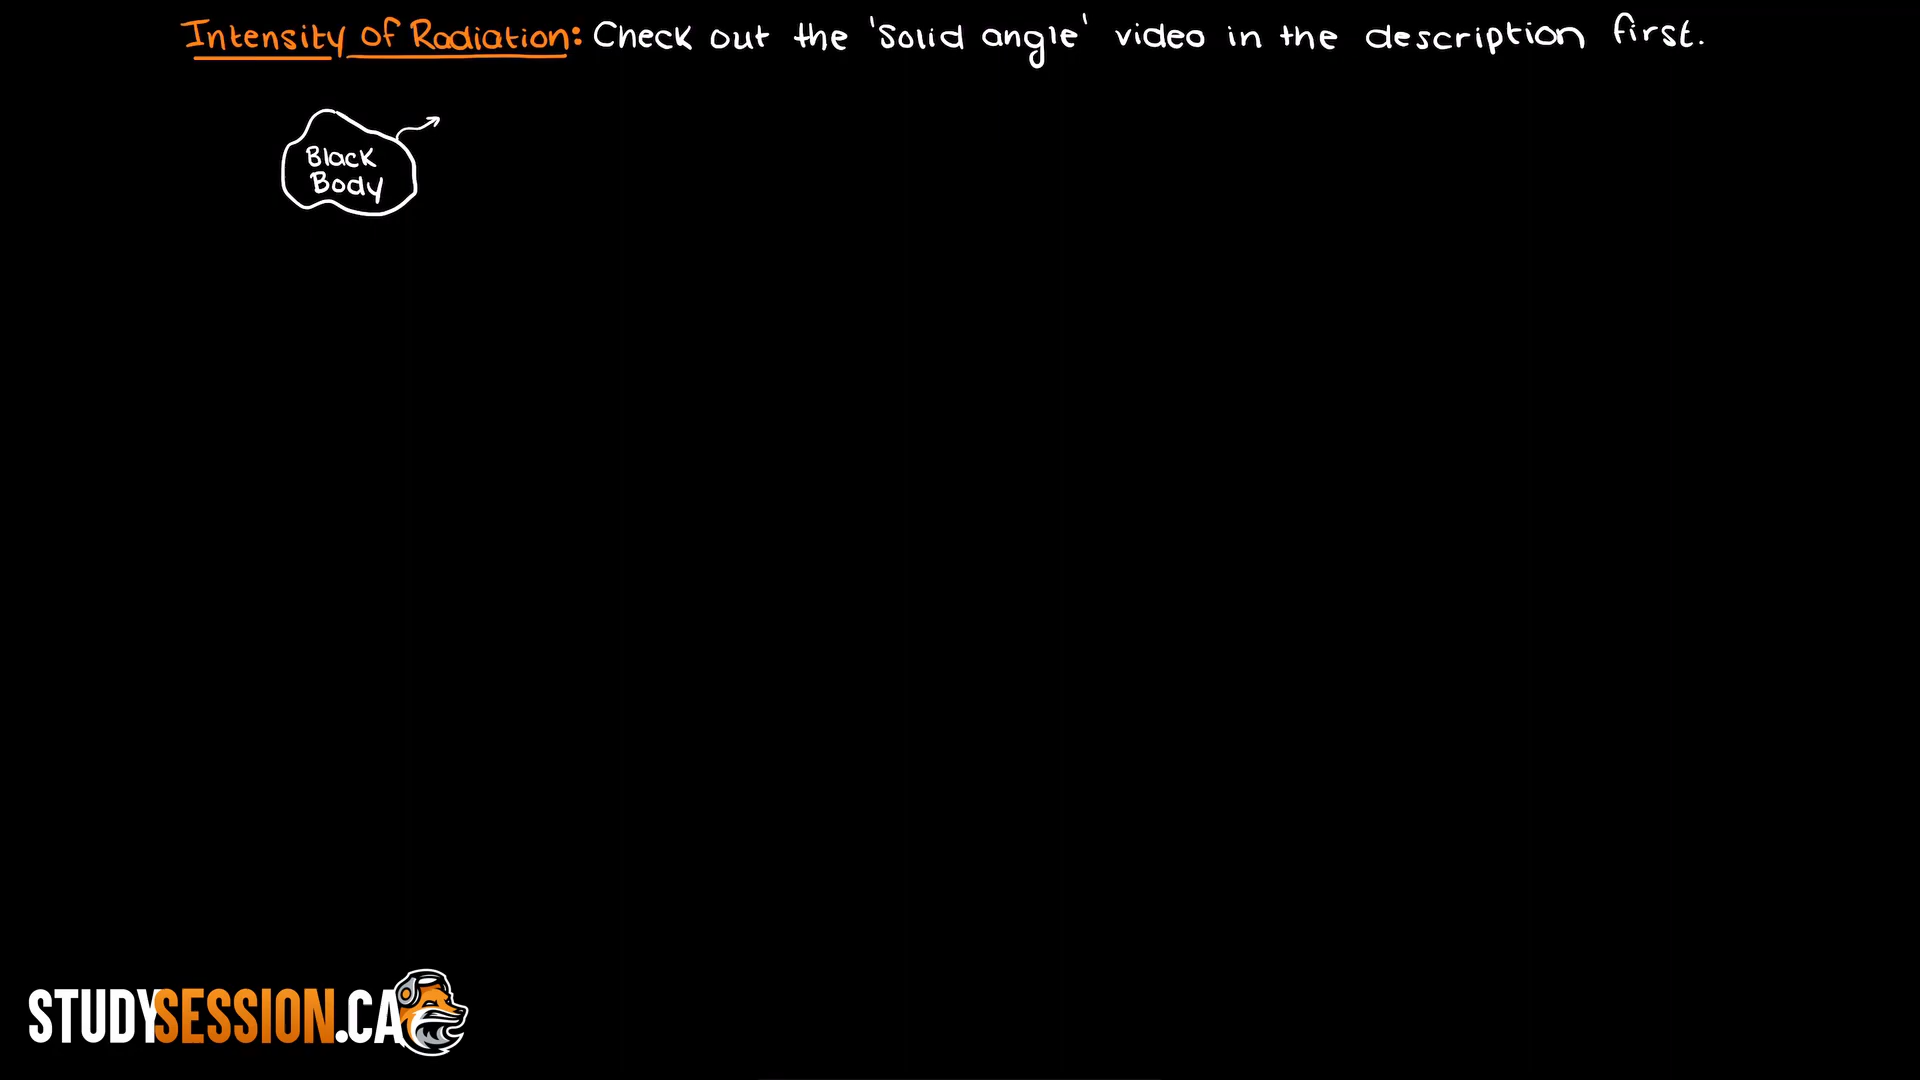 Intensity of Radiation: Check out the 'Solid angle' video in the description first.
Black
Body
STUDYSESSION.CA